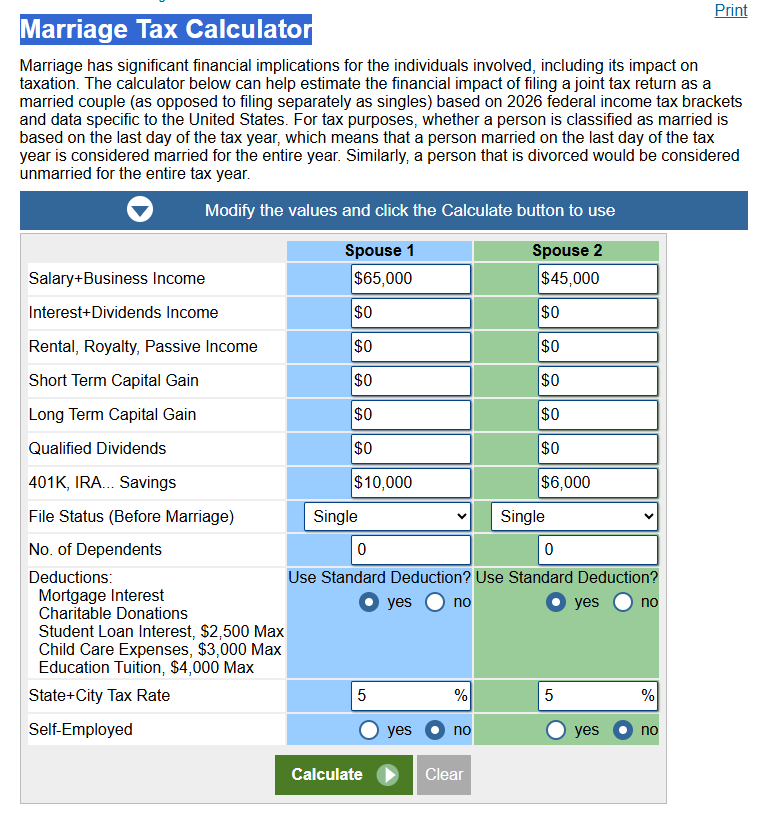 Print
Marriage Tax Calculator
Marriage has significant financial implications for the individuals involved, including its impact on
taxation. The calculator below can help estimate the financial impact of filing a joint tax return as a
married couple (as opposed to filing separately as singles) based on 2026 federal income tax brackets
and data specific to the United States. For tax purposes, whether a person is classified as married is
based on the last day of the tax year, which means that a person married on the last day of the tax
year is considered married for the entire year. Similarly, a person that is divorced would be considered
unmarried for the entire tax year.
Modify the values and click the Calculate button to use
Spouse 1 Spouse 2
Salary+Business Income $65,000 $45,000
Interest+Dividends Income $0 $0
Rental, Royalty, Passive Income $0 $0
Short Term Capital Gain $0 $0
Long Term Capital Gain $0 $0
Qualified Dividends $0 $0
401K, IRA... Savings $10,000 $6,000
File Status (Before Marriage) Single Single
No. of Dependents 0 0
Deductions: Use Standard Deduction? Use Standard Deduction?
Mortgage Interest yes no yes no
Charitable Donations
Student Loan Interest, $2,500 Max
Child Care Expenses, $3,000 Max
Education Tuition, $4,000 Max
State+City Tax Rate 5 % 5 %
Self-Employed yes no yes no
Calculate Clear